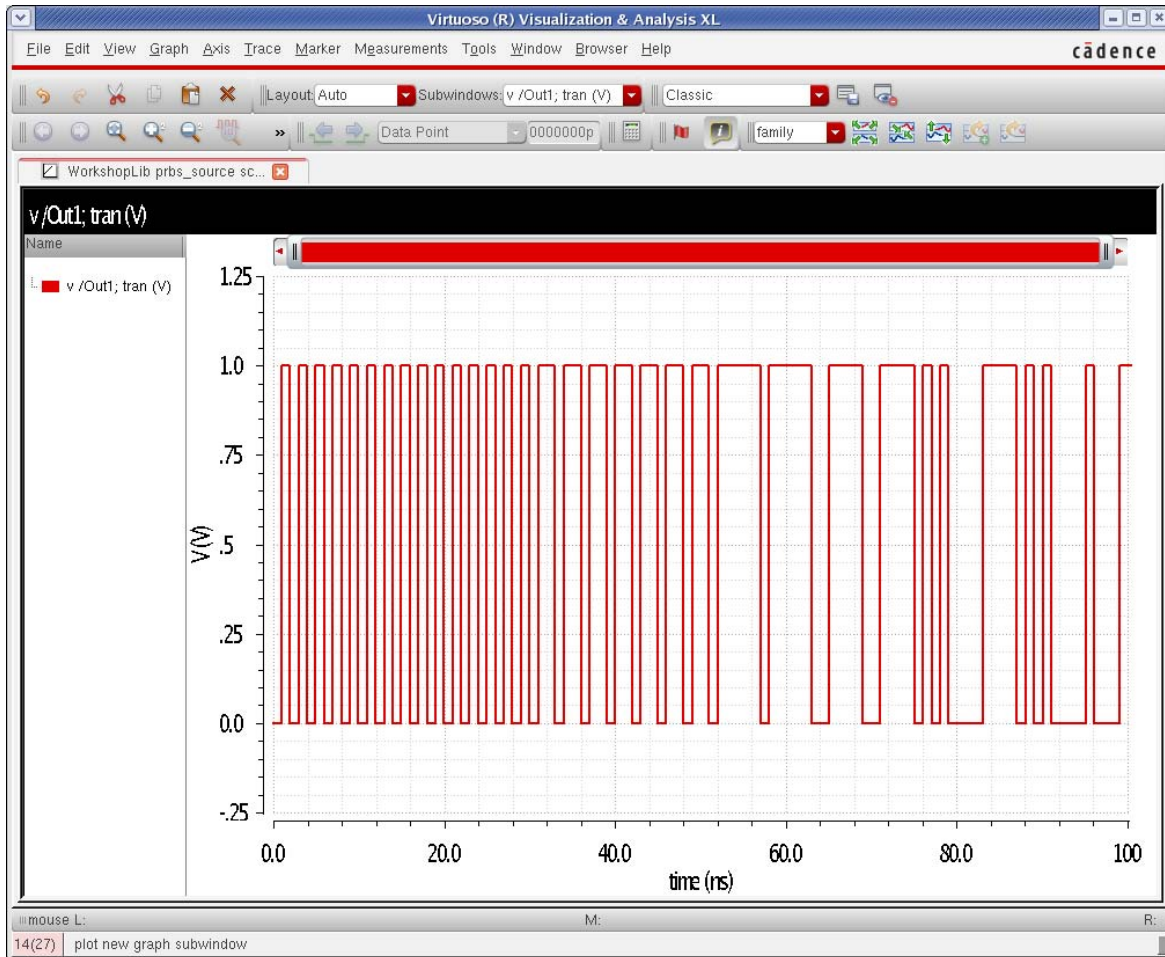 Virtuoso (R) Visualization & Analysis XL
File Edit View Graph Axis Trace Marker Measurements Tools Window Browser Help cādence
Layout: Auto Subwindows: v /Out1; tran (V) Classic
» Data Point 0000000p family
WorkshopLib prbs_source sc...
v /Out1; tran (V)
Name
v /Out1; tran (V)
1.25
1.0
.75
.5
.25
0.0
-.25
V(V)
0.0 20.0 40.0 60.0 80.0 100
time (ns)
mouse L: M: R:
14(27) plot new graph subwindow